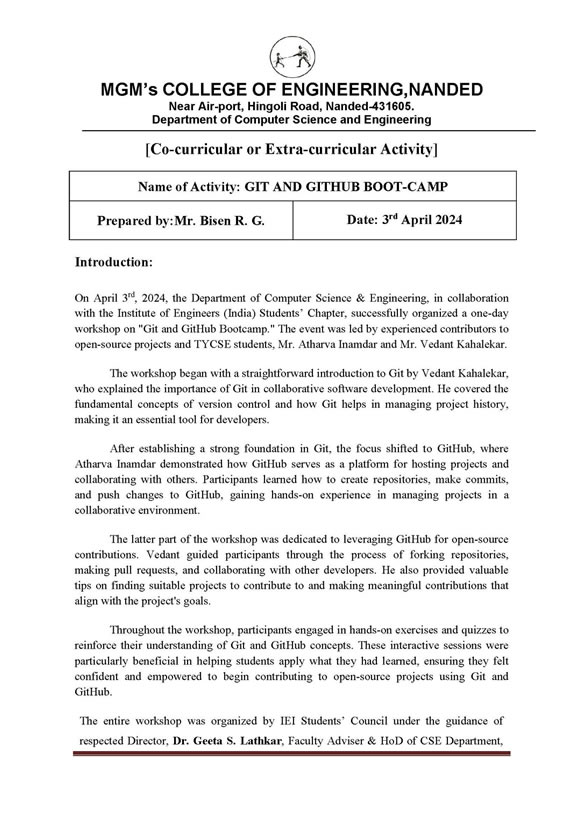 MGM's COLLEGE OF ENGINEERING,NANDED
Near Air-port, Hingoli Road, Nanded-431605.
Department of Computer Science and Engineering
[Co-curricular or Extra-curricular Activity]
Name of Activity: GIT AND GITHUB BOOT-CAMP
Prepared by:Mr. Bisen R. G.
Date: 3rd April 2024
Introduction:
On April 3rd, 2024, the Department of Computer Science & Engineering, in collaboration
with the Institute of Engineers (India) Students' Chapter, successfully organized a one-day
workshop on "Git and GitHub Bootcamp." The event was led by experienced contributors to
open-source projects and TYCSE students, Mr. Atharva Inamdar and Mr. Vedant Kahalekar.
The workshop began with a straightforward introduction to Git by Vedant Kahalekar,
who explained the importance of Git in collaborative software development. He covered the
fundamental concepts of version control and how Git helps in managing project history,
making it an essential tool for developers.
After establishing a strong foundation in Git, the focus shifted to GitHub, where
Atharva Inamdar demonstrated how GitHub serves as a platform for hosting projects and
collaborating with others. Participants learned how to create repositories, make commits,
and push changes to GitHub, gaining hands-on experience in managing projects in a
collaborative environment.
The latter part of the workshop was dedicated to leveraging GitHub for open-source
contributions. Vedant guided participants through the process of forking repositories,
making pull requests, and collaborating with other developers. He also provided valuable
tips on finding suitable projects to contribute to and making meaningful contributions that
align with the project's goals.
Throughout the workshop, participants engaged in hands-on exercises and quizzes to
reinforce their understanding of Git and GitHub concepts. These interactive sessions were
particularly beneficial in helping students apply what they had learned, ensuring they felt
confident and empowered to begin contributing to open-source projects using Git and
GitHub.
The entire workshop was organized by IEI Students' Council under the guidance of
respected Director, Dr. Geeta S. Lathkar, Faculty Adviser & HoD of CSE Department,